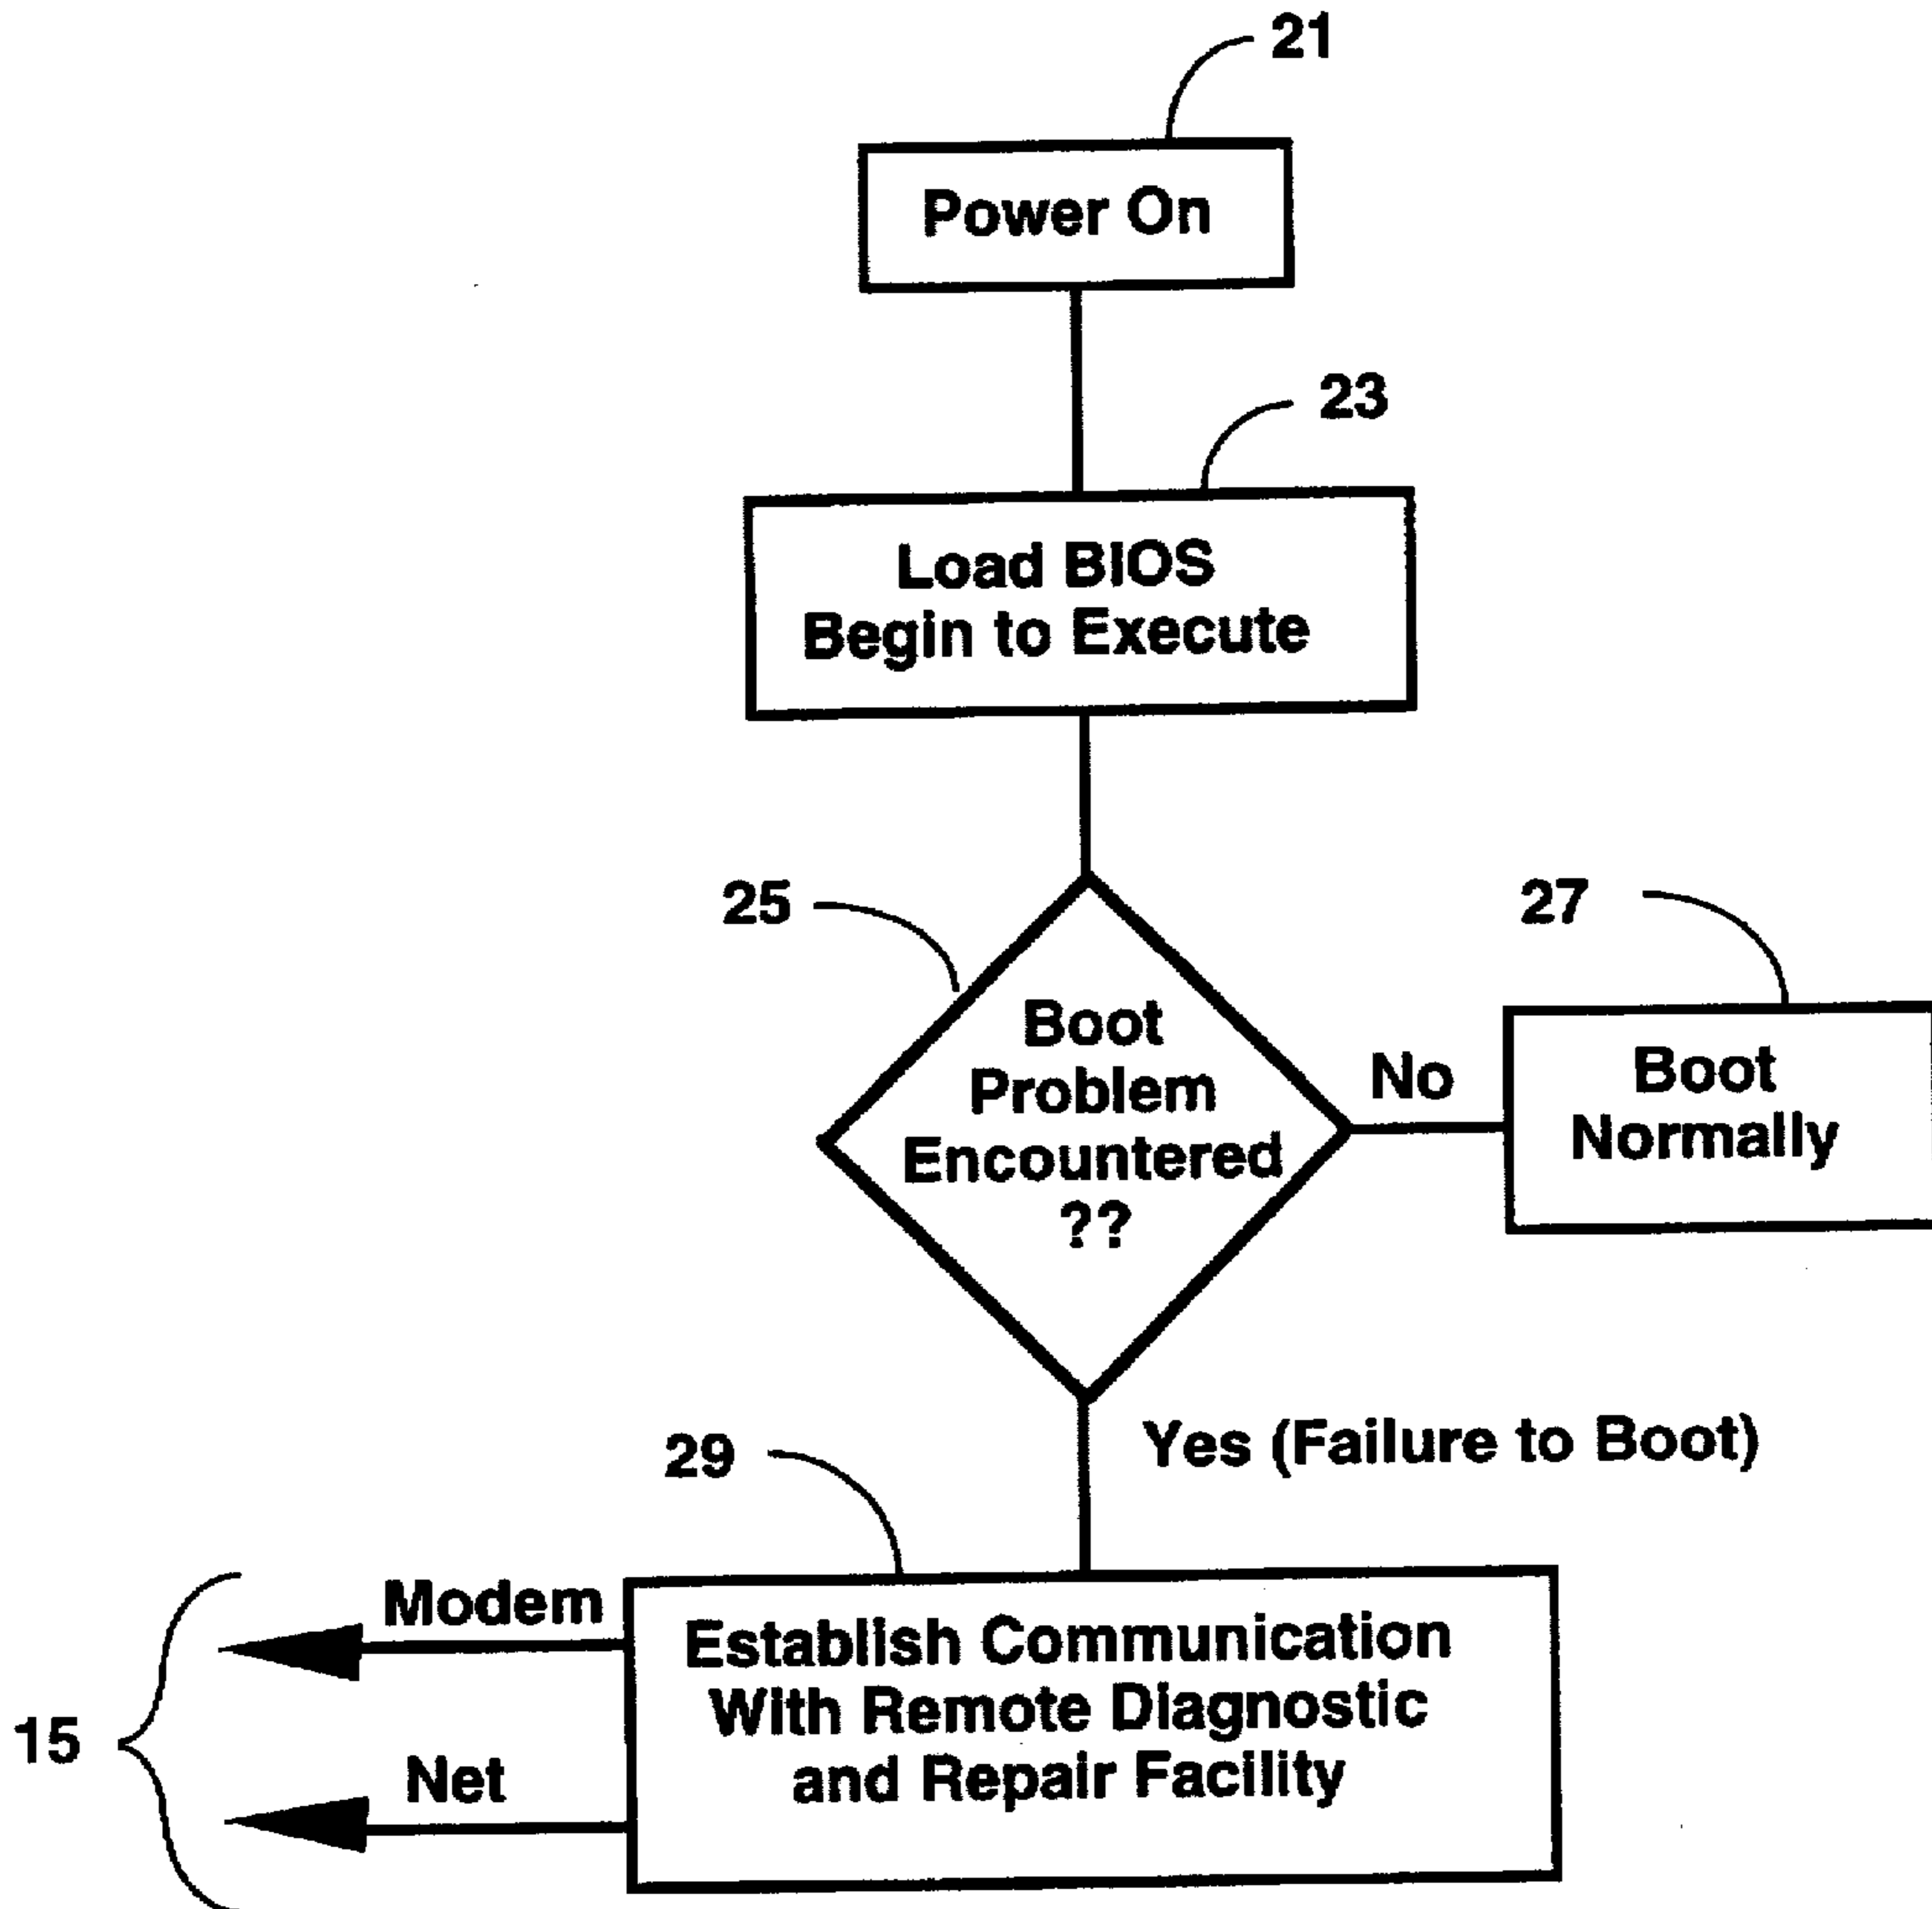 21
Power On
23
Load BIOS
Begin to Execute
25
27
Boot
Problem
Encountered
??
No
Boot
Normally
Yes (Failure to Boot)
29
Modem
Establish Communication
With Remote Diagnostic
and Repair Facility
15
Net